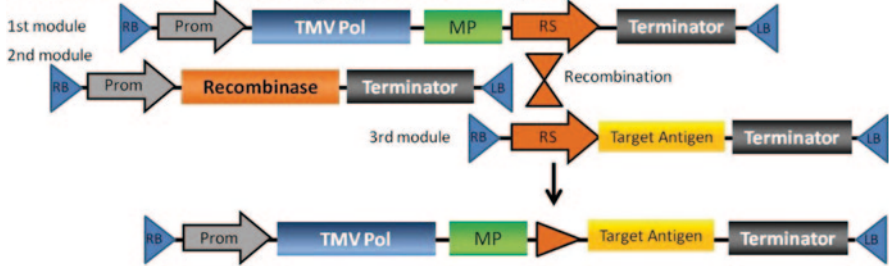 1st module RB Prom TMV Pol MP RS Terminator LB
2nd module
RB Prom Recombinase Terminator LB Recombination
3rd module RB RS Target Antigen Terminator LB
RB Prom TMV Pol MP Target Antigen Terminator LB